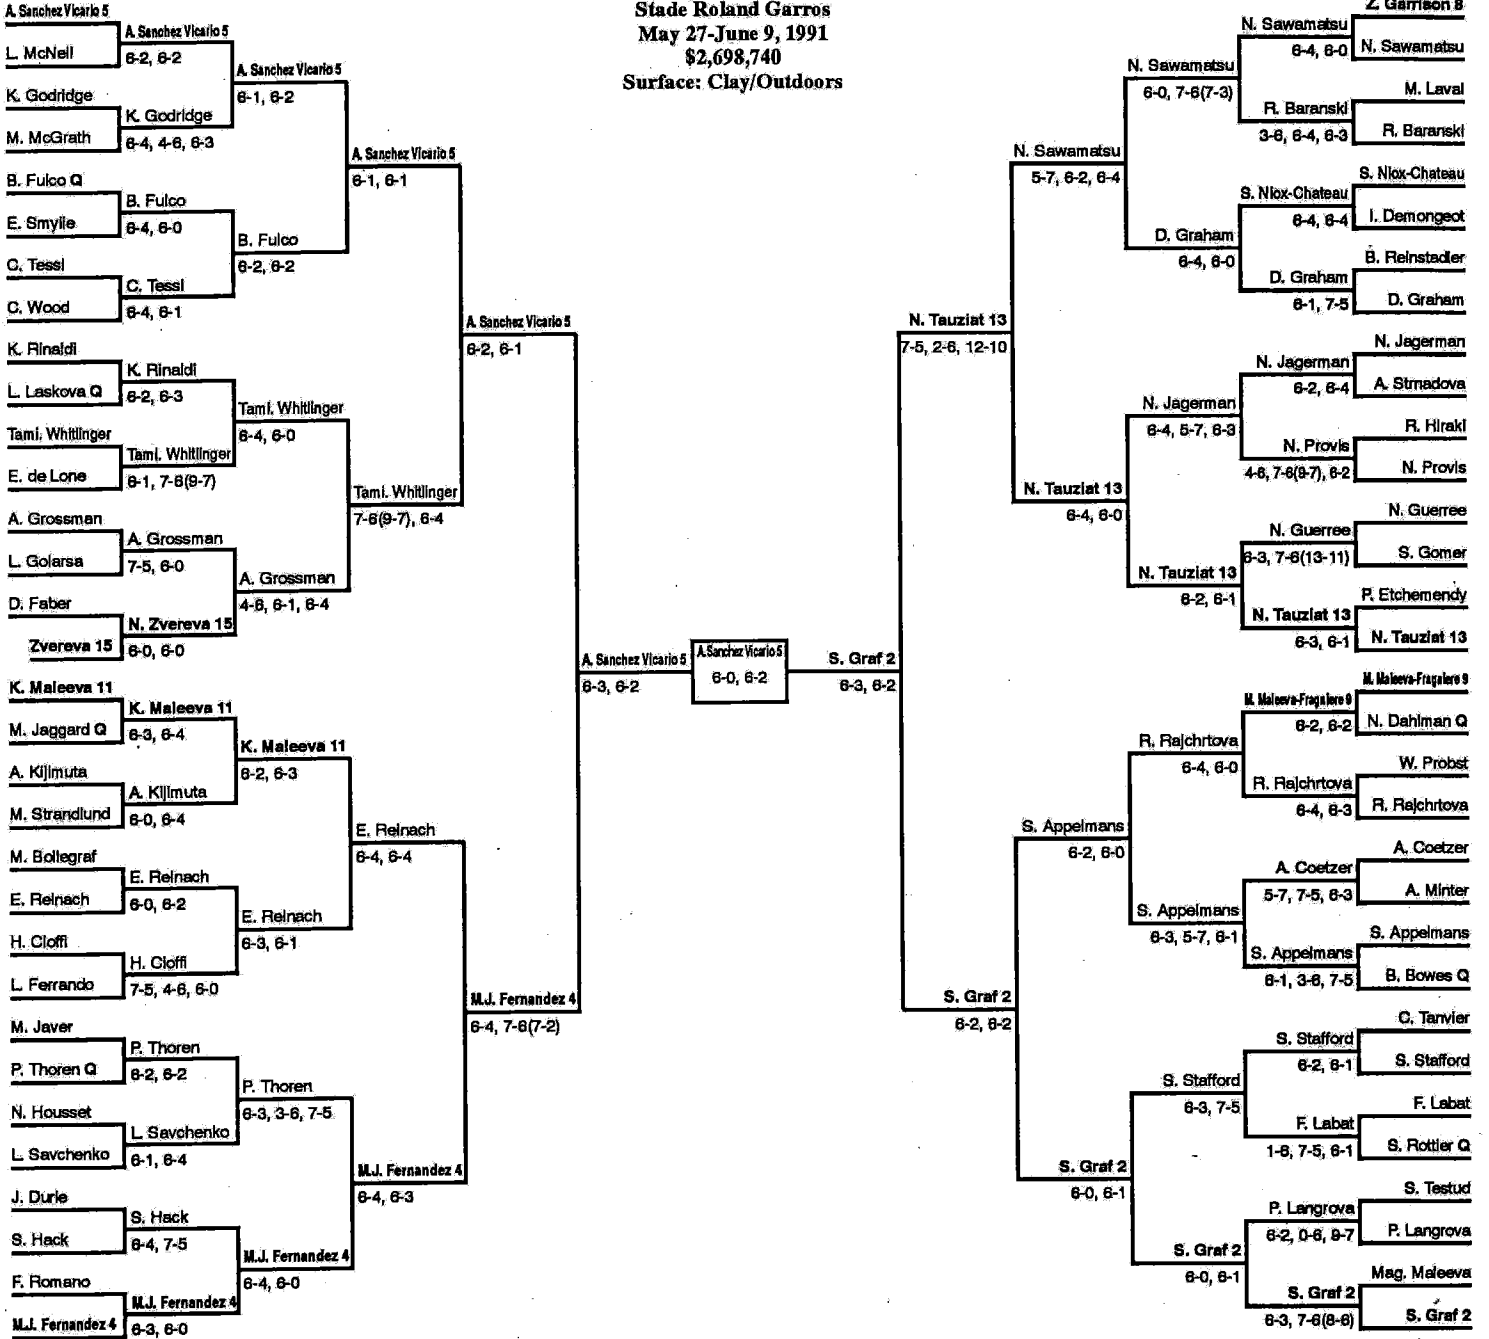 Stade Roland Garros
May 27-June 9, 1991
$2,698,740
Surface: Clay/Outdoors
A. Sanchez Vicario 5
L. McNeil
K. Godridge
M. McGrath
B. Fulco Q
E. Smylie
C. Tessi
C. Wood
K. Rinaldi
L. Laskova Q
Tami. Whitlinger
E. de Lone
A. Grossman
L. Golarsa
D. Faber
Zvereva 15
K. Maleeva 11
M. Jaggard Q
A. Kijimuta
M. Strandlund
M. Bollegraf
E. Reinach
H. Cioffi
L. Ferrando
M. Javer
P. Thoren Q
N. Housset
L. Savchenko
J. Durie
S. Hack
F. Romano
M.J. Fernandez 4
A. Sanchez Vicario 5
6-2, 6-2
K. Godridge
6-4, 4-6, 6-3
B. Fulco
6-4, 6-0
C. Tessi
6-4, 6-1
K. Rinaldi
6-2, 6-3
Tami. Whitlinger
6-1, 7-6(9-7)
A. Grossman
7-5, 6-0
N. Zvereva 15
6-0, 6-0
K. Maleeva 11
6-3, 6-4
A. Kijimuta
6-0, 6-4
E. Reinach
6-0, 6-2
H. Cioffi
7-5, 4-6, 6-0
P. Thoren
6-2, 6-2
L. Savchenko
6-1, 6-4
S. Hack
6-4, 7-5
M.J. Fernandez 4
6-3, 6-0
A. Sanchez Vicario 5
6-1, 6-2
B. Fulco
6-2, 6-2
Tami. Whitlinger
6-4, 6-0
A. Grossman
4-6, 6-1, 6-4
K. Maleeva 11
6-2, 6-3
E. Reinach
6-3, 6-1
P. Thoren
6-3, 3-6, 7-5
M.J. Fernandez 4
6-4, 6-0
A. Sanchez Vicario 5
6-1, 6-1
Tami. Whitlinger
7-6(9-7), 6-4
E. Reinach
6-4, 6-4
M.J. Fernandez 4
6-4, 6-3
A. Sanchez Vicario 5
6-2, 6-1
M.J. Fernandez 4
6-4, 7-6(7-2)
A. Sanchez Vicario 5
6-3, 6-2
A.Sanchez Vicario 5
6-0, 6-2
S. Graf 2
6-3, 6-2
N. Tauziat 13
7-5, 2-6, 12-10
S. Graf 2
6-2, 6-2
N. Sawamatsu
5-7, 6-2, 6-4
N. Tauziat 13
6-4, 6-0
S. Appelmans
6-2, 6-0
S. Graf 2
6-0, 6-1
N. Sawamatsu
6-0, 7-6(7-3)
D. Graham
6-4, 6-0
N. Jagerman
6-4, 5-7, 6-3
N. Tauziat 13
6-2, 6-1
R. Rajchrtova
6-4, 6-0
S. Appelmans
6-3, 5-7, 6-1
S. Stafford
6-3, 7-5
S. Graf 2
6-0, 6-1
N. Sawamatsu
6-4, 6-0
R. Baranski
3-6, 6-4, 6-3
S. Niox-Chateau
6-4, 6-4
D. Graham
6-1, 7-5
N. Jagerman
6-2, 6-4
N. Provis
4-6, 7-6(9-7), 6-2
N. Guerree
6-3, 7-6(13-11)
N. Tauziat 13
6-3, 6-1
M. Maleeva-Fragniere 9
6-2, 6-2
R. Rajchrtova
6-4, 6-3
A. Coetzer
5-7, 7-5, 6-3
S. Appelmans
6-1, 3-6, 7-5
S. Stafford
6-2, 6-1
F. Labat
1-6, 7-5, 6-1
P. Langrova
6-2, 0-6, 9-7
S. Graf 2
6-3, 7-6(8-6)
Z. Garrison 8
N. Sawamatsu
M. Laval
R. Baranski
S. Niox-Chateau
I. Demongeot
B. Reinstadler
D. Graham
N. Jagerman
A. Strnadova
R. Hiraki
N. Provis
N. Guerree
S. Gomer
P. Etchemendy
N. Tauziat 13
M. Maleeva-Fragniere 9
N. Dahlman Q
W. Probst
R. Rajchrtova
A. Coetzer
A. Minter
S. Appelmans
B. Bowes Q
C. Tanvier
S. Stafford
F. Labat
S. Rottier Q
S. Testud
P. Langrova
Mag. Maleeva
S. Graf 2